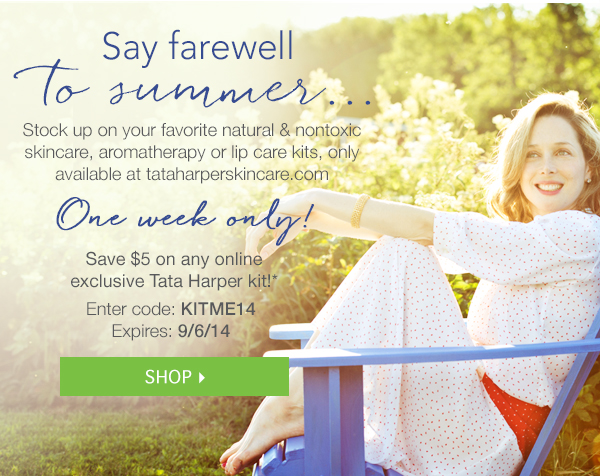 Say farewell
To summer...
Stock up on your favorite natural & nontoxic
skincare, aromatherapy or lip care kits, only
available at tataharperskincare.com
One week only!
Save $5 on any online
exclusive Tata Harper kit!*
Enter code: KITME14
Expires: 9/6/14
SHOP